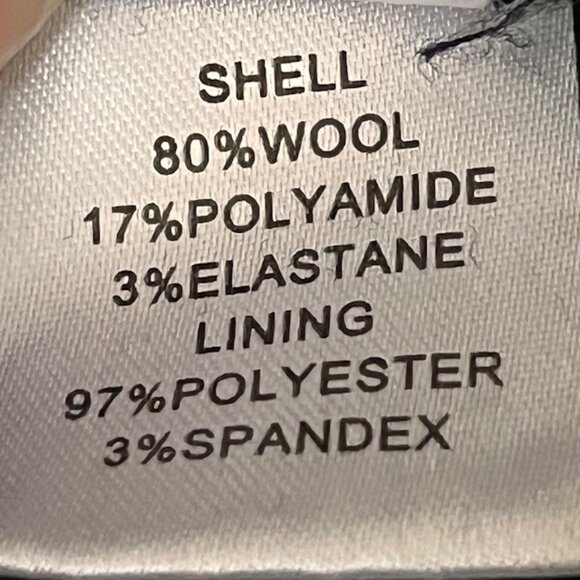 SHELL
80%WOOL
17%POLYAMIDE
3%ELASTANE
LINING
97%POLYESTER
3%SPANDEX